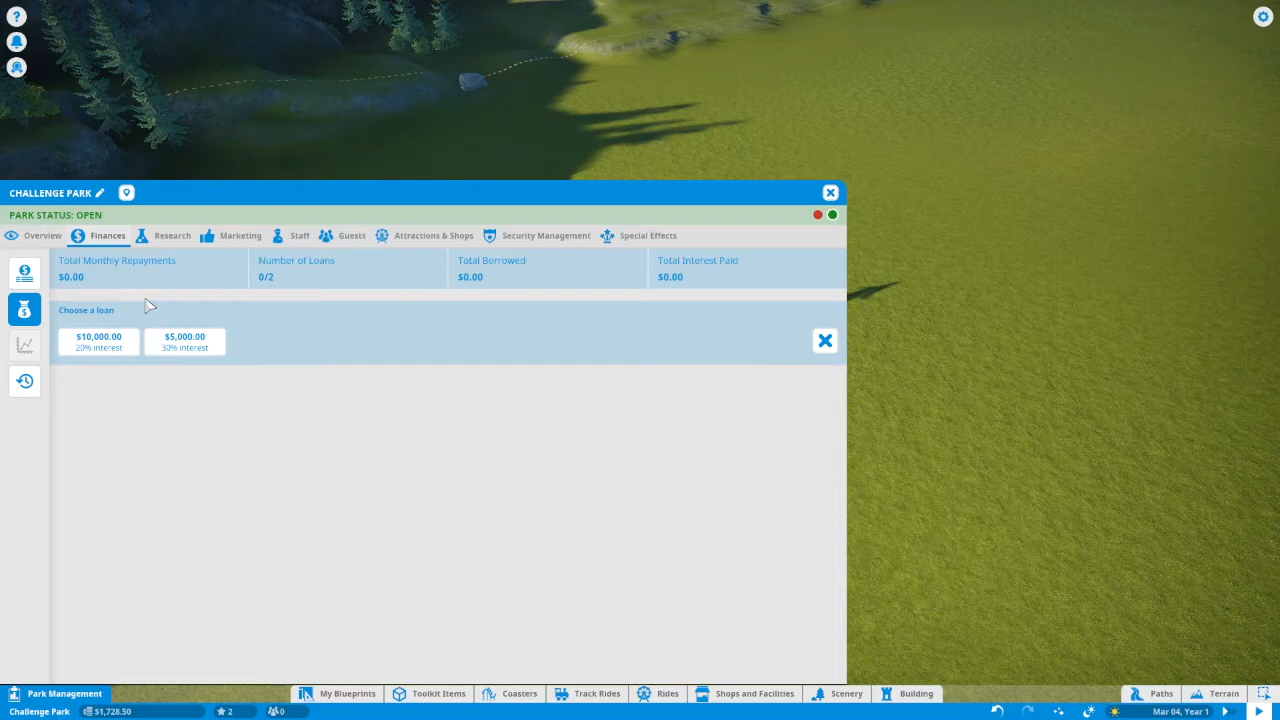 CHALLENGE PARK
PARK STATUS: OPEN
Overview Finances Research Marketing Staff Guests Attractions & Shops Security Management Special Effects
Total Monthly Repayments Number of Loans Total Borrowed Total Interest Paid
$0.00 0/2 $0.00 $0.00
Choose a loan
$10,000.00 $5,000.00
20% interest 30% interest
Park Management My Blueprints Toolkit Items Coasters Track Rides Rides Shops and Facilities Scenery Building Paths Terrain
Challenge Park $1,728.50 2 0 Mar 04, Year 1